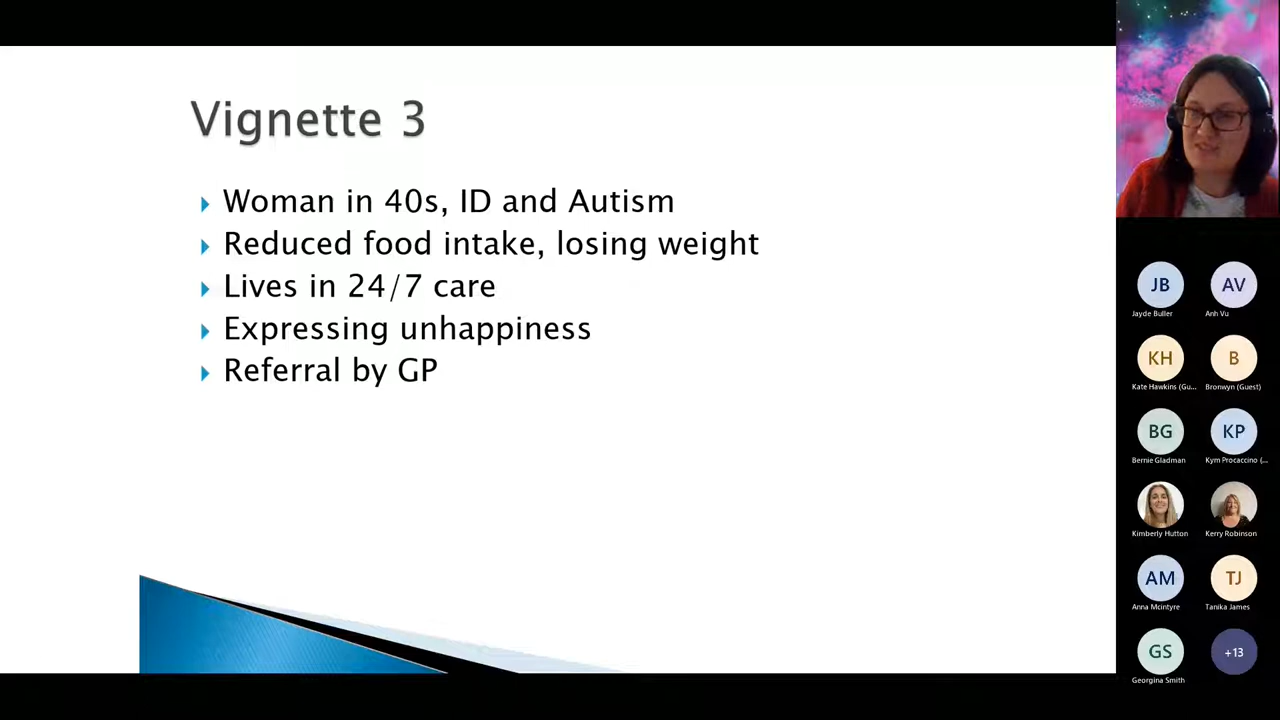 Vignette 3
Woman in 40s, ID and Autism
Reduced food intake, losing weight
Lives in 24/7 care
Expressing unhappiness
Referral by GP
JB
AV
Jayde Buller
Anh Vu
KH
B
Kate Hawkins (Gu...
Bronwyn (Guest)
BG
KP
Bernie Gladman
Kym Procaccino (...
Kimberly Hutton
Kerry Robinson
AM
TJ
Anna Mcintyre
Tanika James
GS
+13
Georgina Smith